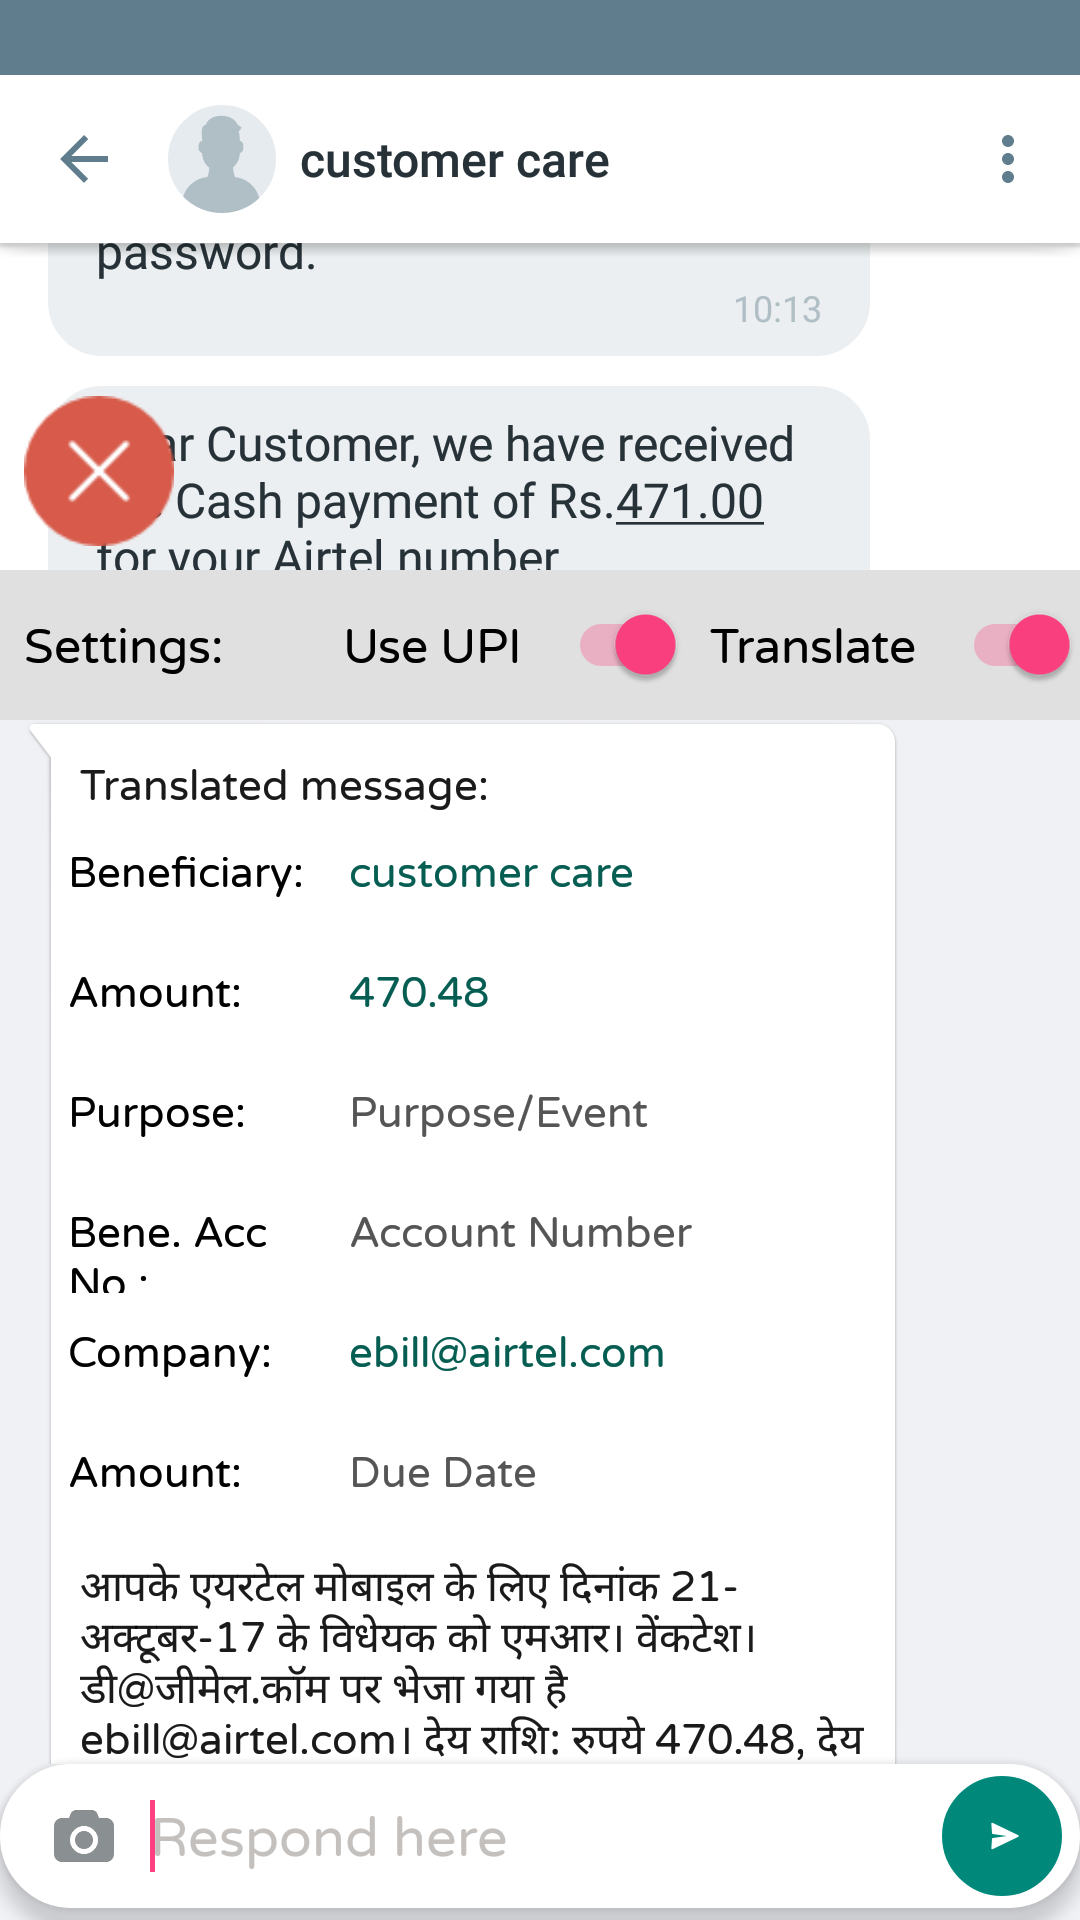 customer care
password.
10:13
ar Customer, we have received
Cash payment of Rs.471.00
for your Airtel number
Settings: Use UPI Translate
Translated message:
Beneficiary: customer care
Amount: 470.48
Purpose: Purpose/Event
Bene. Acc Account Number
No.:
Company: ebill@airtel.com
Amount: Due Date
आपके एयरटेल मोबाइल के लिए दिनांक 21-
अक्टूबर-17 के विधेयक को एमआर। वेंकटेश।
डी@जीमेल.कॉम पर भेजा गया है
ebill@airtel.com। देय राशि: रुपये 470.48, देय
Respond here